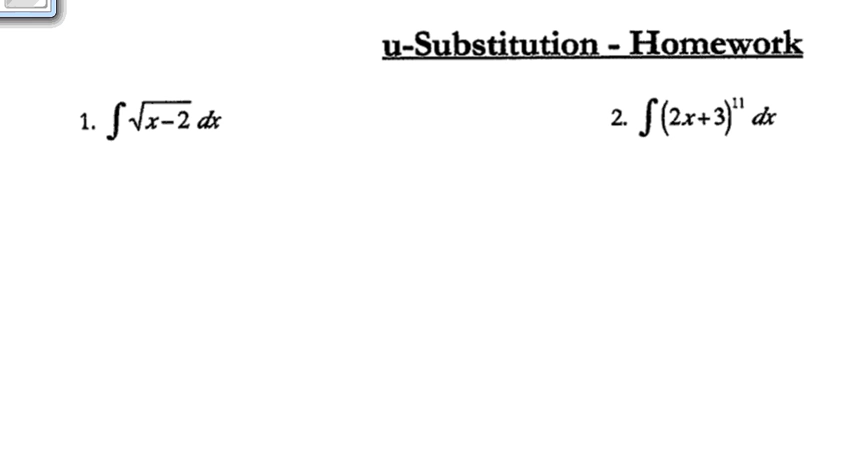 u-Substitution - Homework
1. ∫√(x-2) dx
2. ∫(2x+3)¹¹ dx